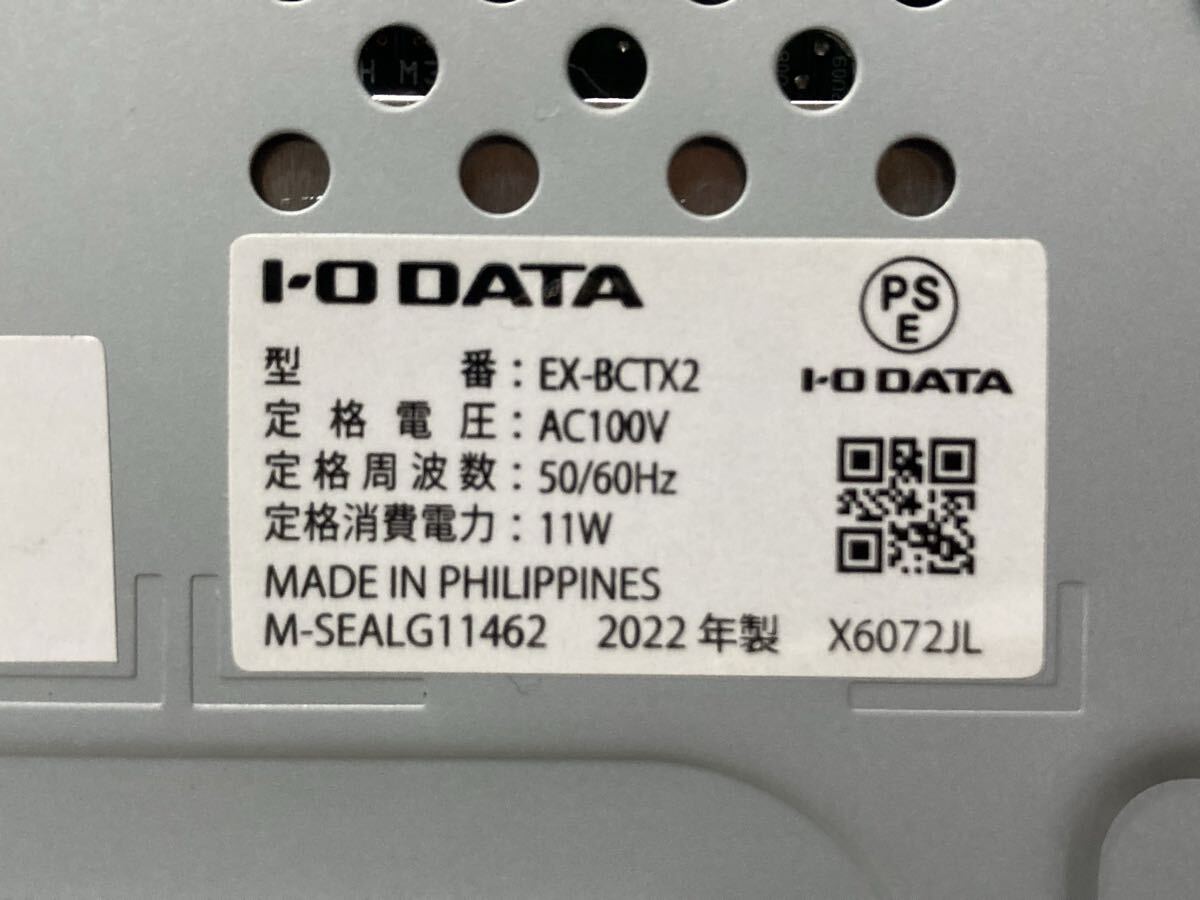 I-O DATA
PS
E
I-O DATA
型番：EX-BCTX2
定格電圧：AC100V
定格周波数：50/60Hz
定格消費電力：11W
MADE IN PHILIPPINES
M-SEALG11462 2022年製 X6072JL